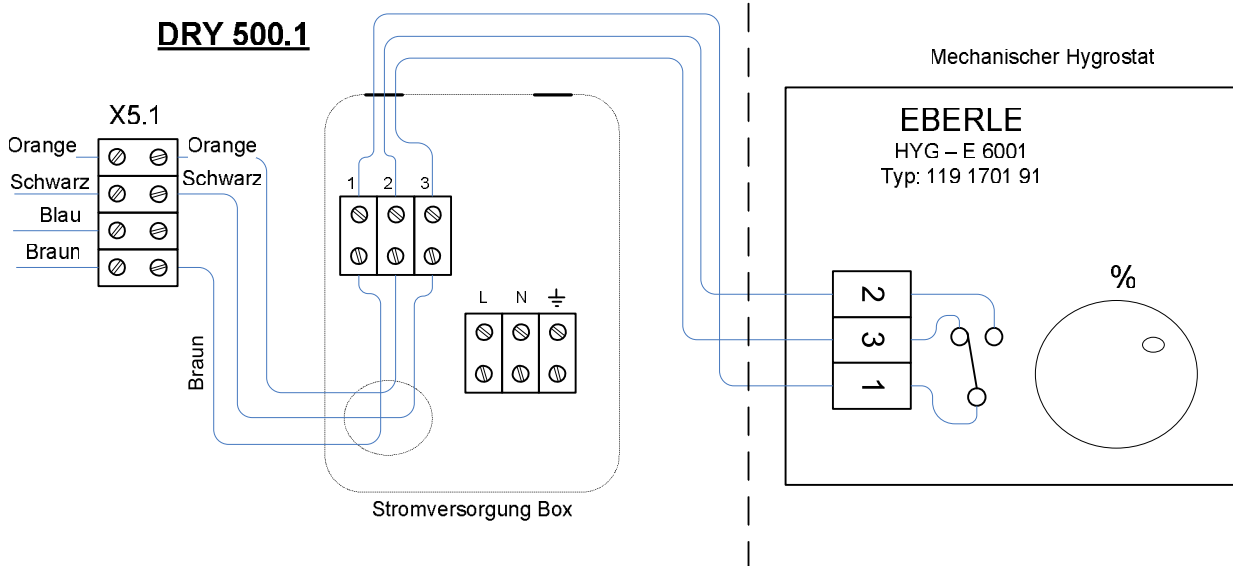 DRY 500.1
X5.1
Orange
Orange
Schwarz
Schwarz
Blau
Braun
Braun
1 2 3
L N
Stromversorgung Box
Mechanischer Hygrostat
EBERLE
HYG – E 6001
Typ: 119 1701 91
2
3
1
%